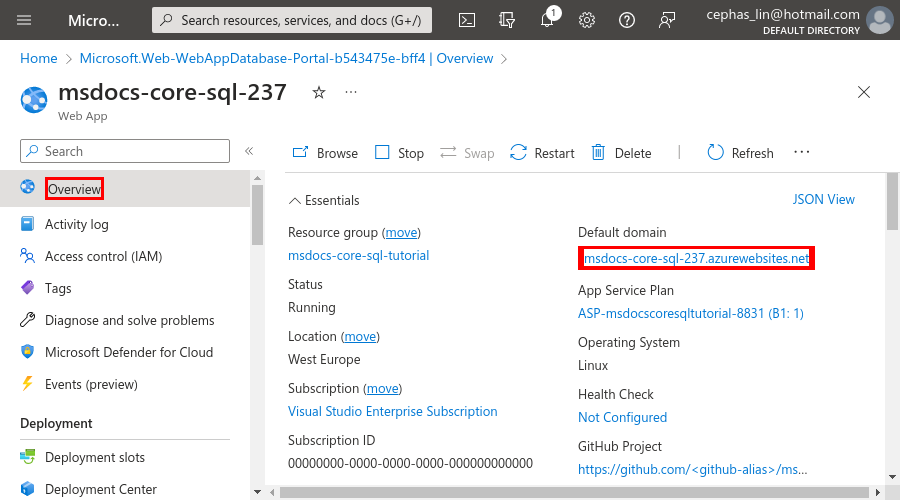 Micros...
Search resources, services, and docs (G+/)
1
cephas_lin@hotmail.com
DEFAULT DIRECTORY
Home > Microsoft.Web-WebAppDatabase-Portal-b543475e-bff4 | Overview >
msdocs-core-sql-237
Web App
Search
Overview
Activity log
Access control (IAM)
Tags
Diagnose and solve problems
Microsoft Defender for Cloud
Events (preview)
Deployment
Deployment slots
Deployment Center
Browse Stop Swap Restart Delete | Refresh ...
Essentials
JSON View
Resource group (move)
msdocs-core-sql-tutorial
Status
Running
Location (move)
West Europe
Subscription (move)
Visual Studio Enterprise Subscription
Subscription ID
00000000-0000-0000-0000-000000000000
Default domain
msdocs-core-sql-237.azurewebsites.net
App Service Plan
ASP-msdocscoresqltutorial-8831 (B1: 1)
Operating System
Linux
Health Check
Not Configured
GitHub Project
https://github.com/<github-alias>/ms...